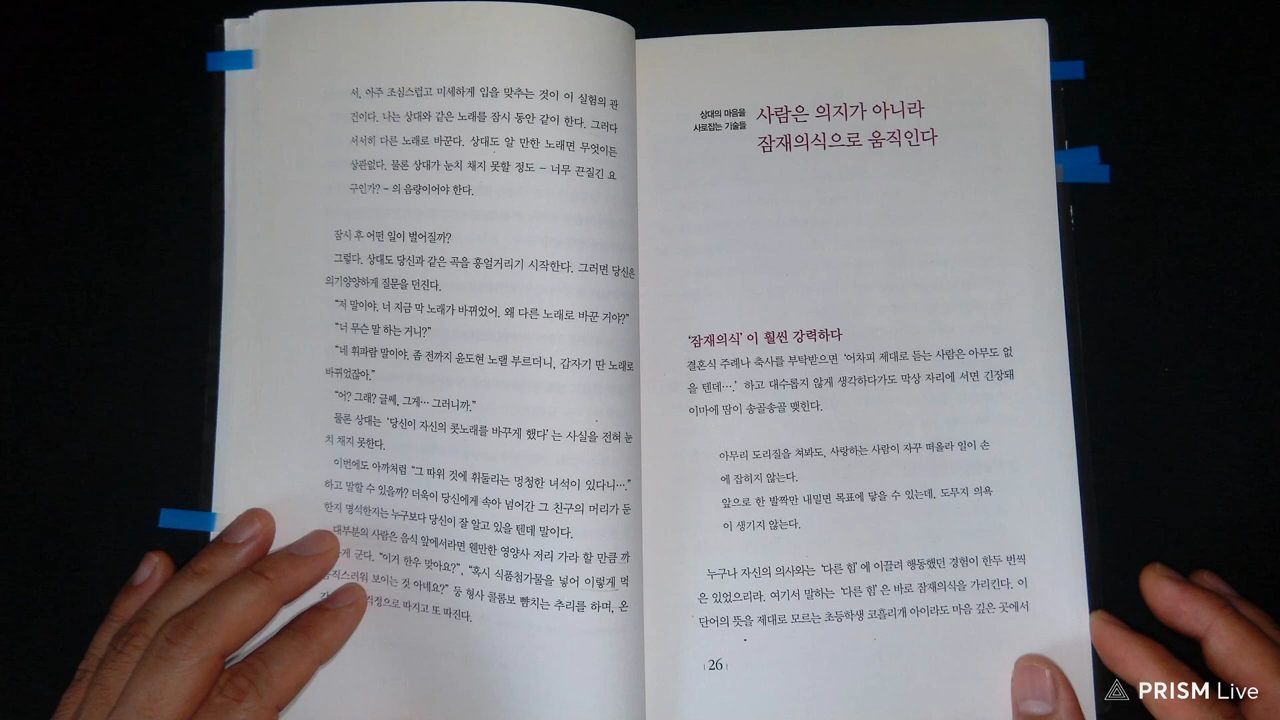 서, 아주 조심스럽고 미세하게 입을 맞추는 것이 이 실험의 관
건이다. 나는 상대와 같은 노래를 잠시 동안 같이 한다. 그러다
서서히 다른 노래로 바꾼다. 상대도 알 만한 노래면 무엇이든
상관없다. 물론 상대가 눈치 채지 못할 정도 – 너무 끈질긴 요
구인가? – 의 음량이어야 한다.
잠시 후 어떤 일이 벌어질까?
그렇다. 상대도 당신과 같은 곡을 흥얼거리기 시작한다. 그러면 당신은
의기양양하게 질문을 던진다.
“저 말이야. 너 지금 막 노래가 바뀌었어. 왜 다른 노래로 바꾼 거야?”
“너 무슨 말 하는 거니?”
“네 휘파람 말이야. 좀 전까지 윤도현 노랠 부르더니, 갑자기 딴 노래로
바뀌었잖아.”
“어? 그래? 글쎄, 그게… 그러니까.”
물론 상대는 ‘당신이 자신의 콧노래를 바꾸게 했다’는 사실을 전혀 눈
치 채지 못한다.
이번에도 아까처럼 “그 따위 것에 휘둘리는 멍청한 녀석이 있다니….”
하고 말할 수 있을까? 더욱이 당신에게 속아 넘어간 그 친구의 머리가 둔
한지 명석한지는 누구보다 당신이 잘 알고 있을 텐데 말이다.
대부분의 사람은 음식 앞에서라면 웬만한 영양사 저리 가라 할 만큼 까
게 군다. “이거 한우 맞아요?”, “혹시 식품첨가물을 넣어 이렇게 먹
음직스러워 보이는 것 아녜요?” 등 형사 콜롬보 뺨치는 추리를 하며, 온
따지고 또 따진다.
상대의 마음을
사로잡는 기술들
사람은 의지가 아니라
잠재의식으로 움직인다
‘잠재의식’이 훨씬 강력하다
결혼식 주례나 축사를 부탁받으면 ‘어차피 제대로 듣는 사람은 아무도 없
을 텐데….’ 하고 대수롭지 않게 생각하다가도 막상 자리에 서면 긴장돼
이마에 땀이 송골송골 맺힌다.
아무리 도리질을 쳐봐도, 사랑하는 사람이 자꾸 떠올라 일이 손
에 잡히지 않는다.
앞으로 한 발짝만 내밀면 목표에 닿을 수 있는데, 도무지 의욕
이 생기지 않는다.
누구나 자신의 의사와는 ‘다른 힘’에 이끌려 행동했던 경험이 한두 번씩
은 있었으리라. 여기서 말하는 ‘다른 힘’은 바로 잠재의식을 가리킨다. 이
단어의 뜻을 제대로 모르는 초등학생 코흘리개 아이라도 마음 깊은 곳에서
26
PRISM Live